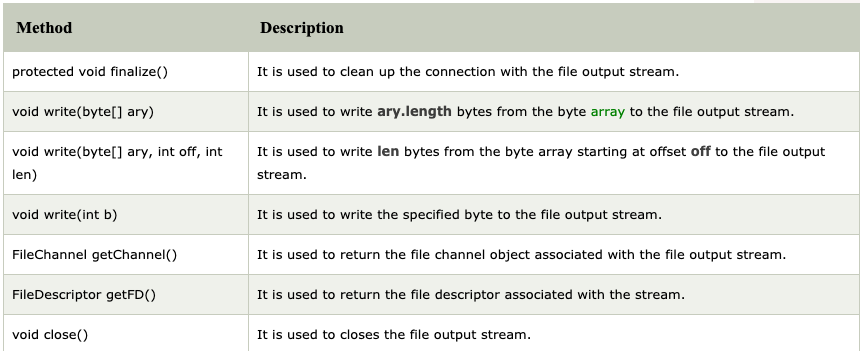 Method Description
protected void finalize() It is used to clean up the connection with the file output stream.
void write(byte[] ary) It is used to write ary.length bytes from the byte array to the file output stream.
void write(byte[] ary, int off, int It is used to write len bytes from the byte array starting at offset off to the file output
len) stream.
void write(int b) It is used to write the specified byte to the file output stream.
FileChannel getChannel() It is used to return the file channel object associated with the file output stream.
FileDescriptor getFD() It is used to return the file descriptor associated with the stream.
void close() It is used to closes the file output stream.